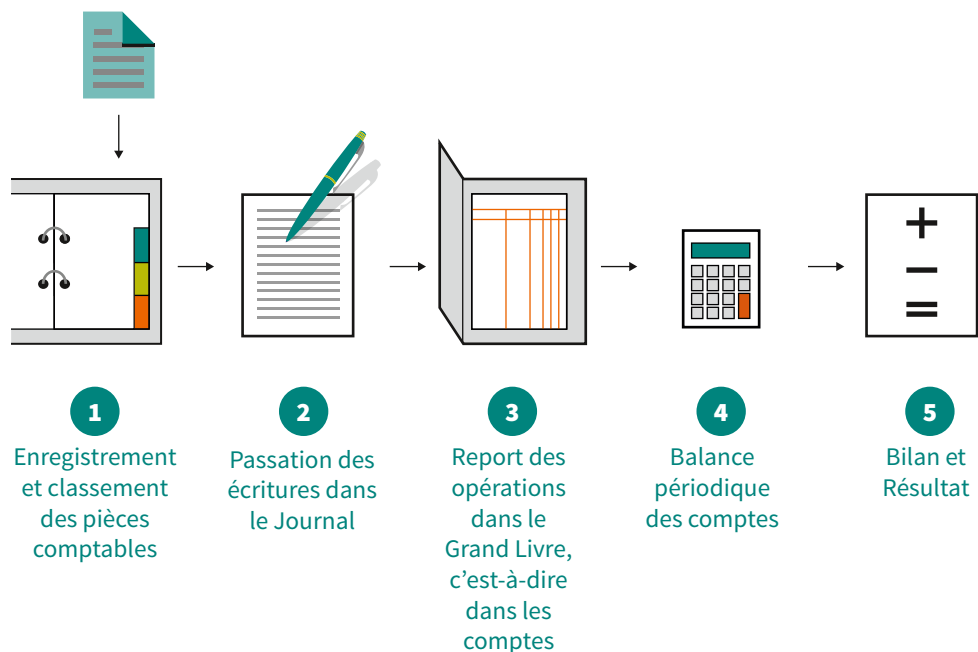 1
Enregistrement
et classement
des pièces
comptables
2
Passation des
écritures dans
le Journal
3
Report des
opérations
dans le
Grand Livre,
c’est-à-dire
dans les
comptes
4
Balance
périodique
des comptes
5
Bilan et
Résultat